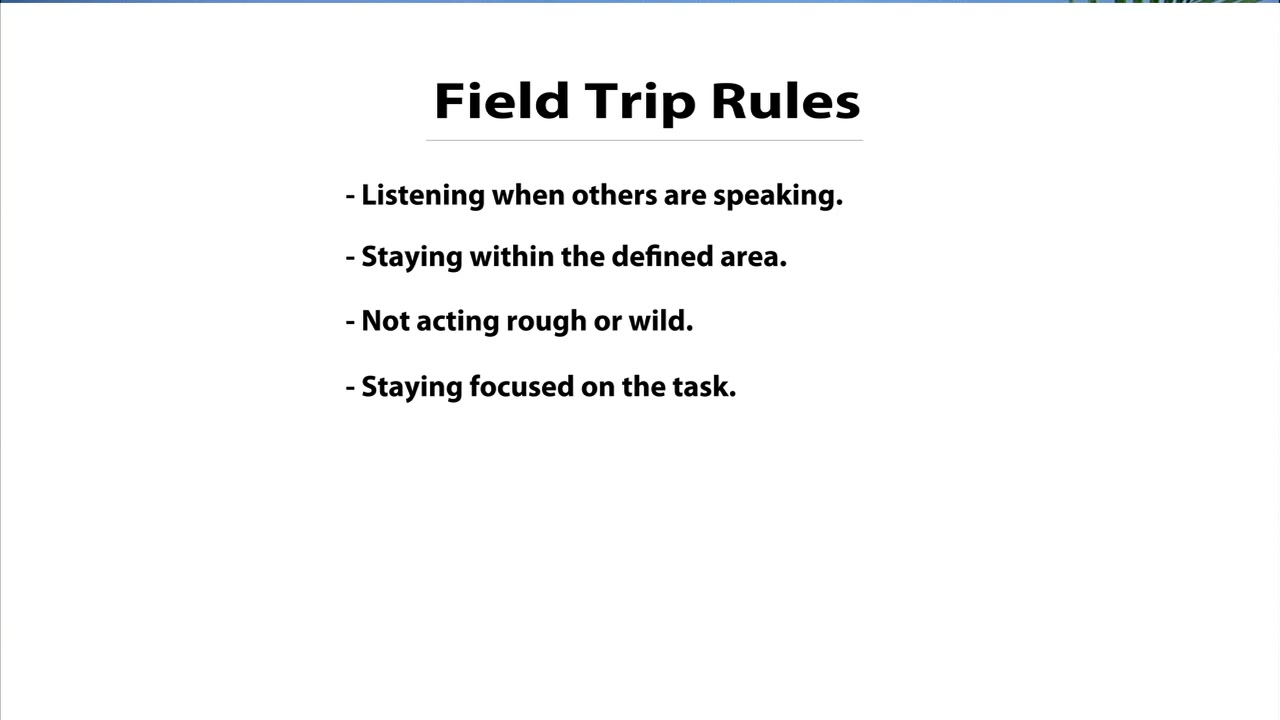 Field Trip Rules
- Listening when others are speaking.
- Staying within the defined area.
- Not acting rough or wild.
- Staying focused on the task.